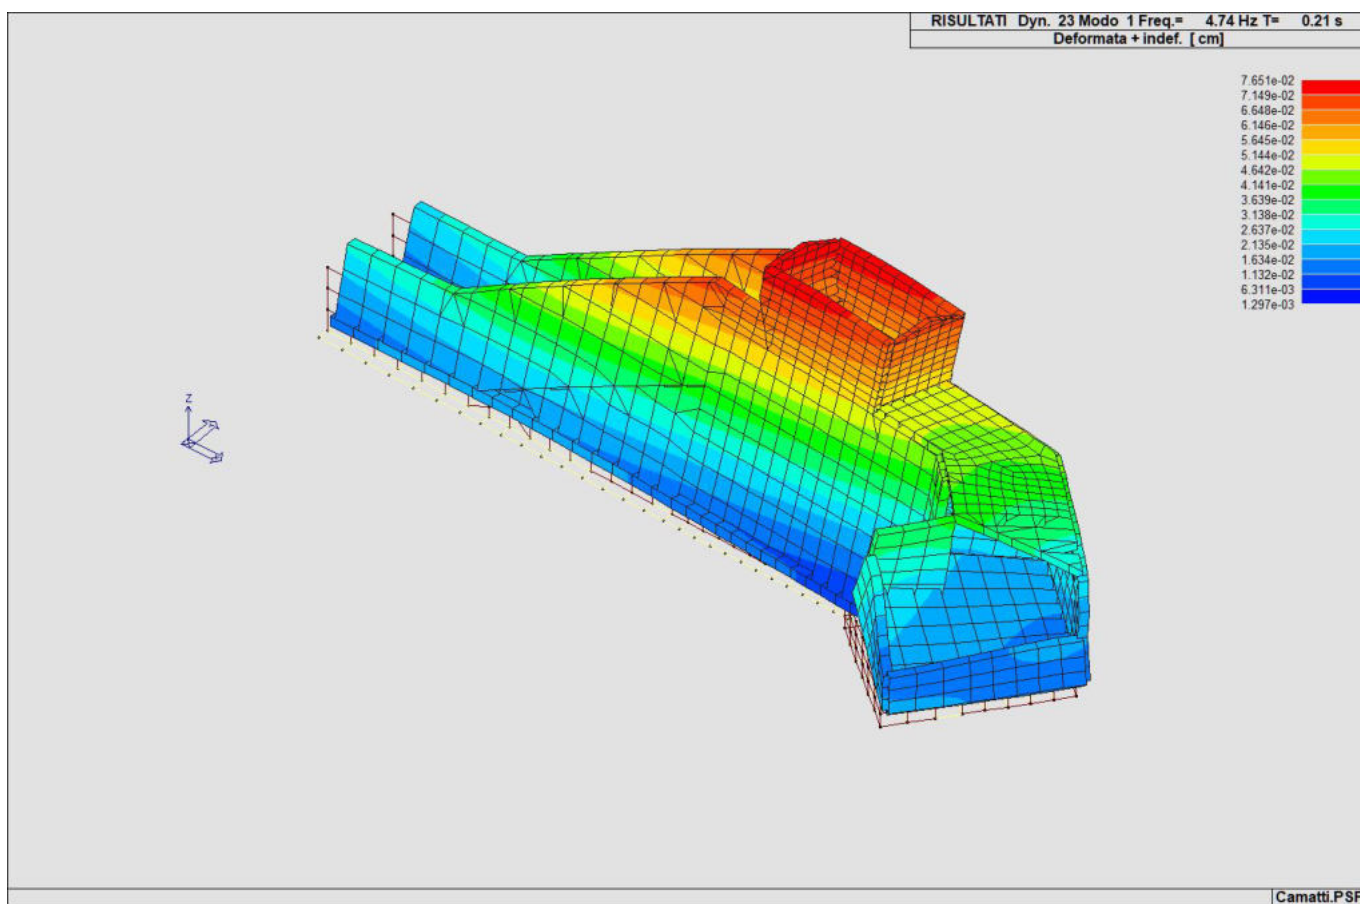 RISULTATI Dyn. 23 Modo 1 Freq.= 4.74 Hz T= 0.21 s
Deformata + indef. [ cm]
7.651e-02
7.149e-02
6.648e-02
6.146e-02
5.645e-02
5.144e-02
4.642e-02
4.141e-02
3.639e-02
3.138e-02
2.637e-02
2.135e-02
1.634e-02
1.132e-02
6.311e-03
1.297e-03
Z